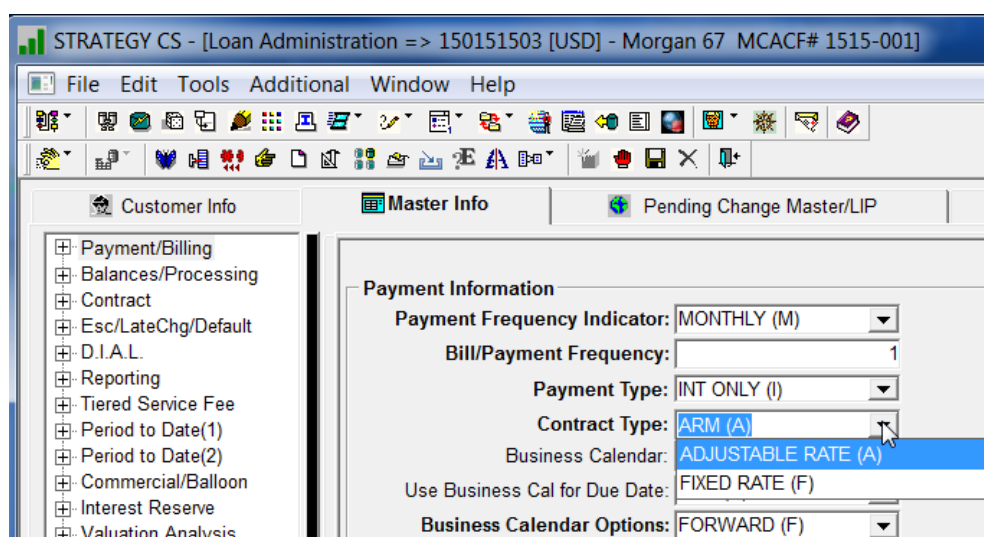 STRATEGY CS - [Loan Administration => 150151503 [USD] - Morgan 67 MCACF# 1515-001]
File Edit Tools Additional Window Help
Customer Info
Master Info
Pending Change Master/LIP
Payment/Billing
Balances/Processing
Contract
Esc/LateChg/Default
D.I.A.L.
Reporting
Tiered Service Fee
Period to Date(1)
Period to Date(2)
Commercial/Balloon
Interest Reserve
Valuation Analysis
Payment Information
Payment Frequency Indicator: MONTHLY (M)
Bill/Payment Frequency: 1
Payment Type: INT ONLY (I)
Contract Type: ARM (A)
ADJUSTABLE RATE (A)
FIXED RATE (F)
Business Calendar:
Use Business Cal for Due Date:
Business Calendar Options: FORWARD (F)